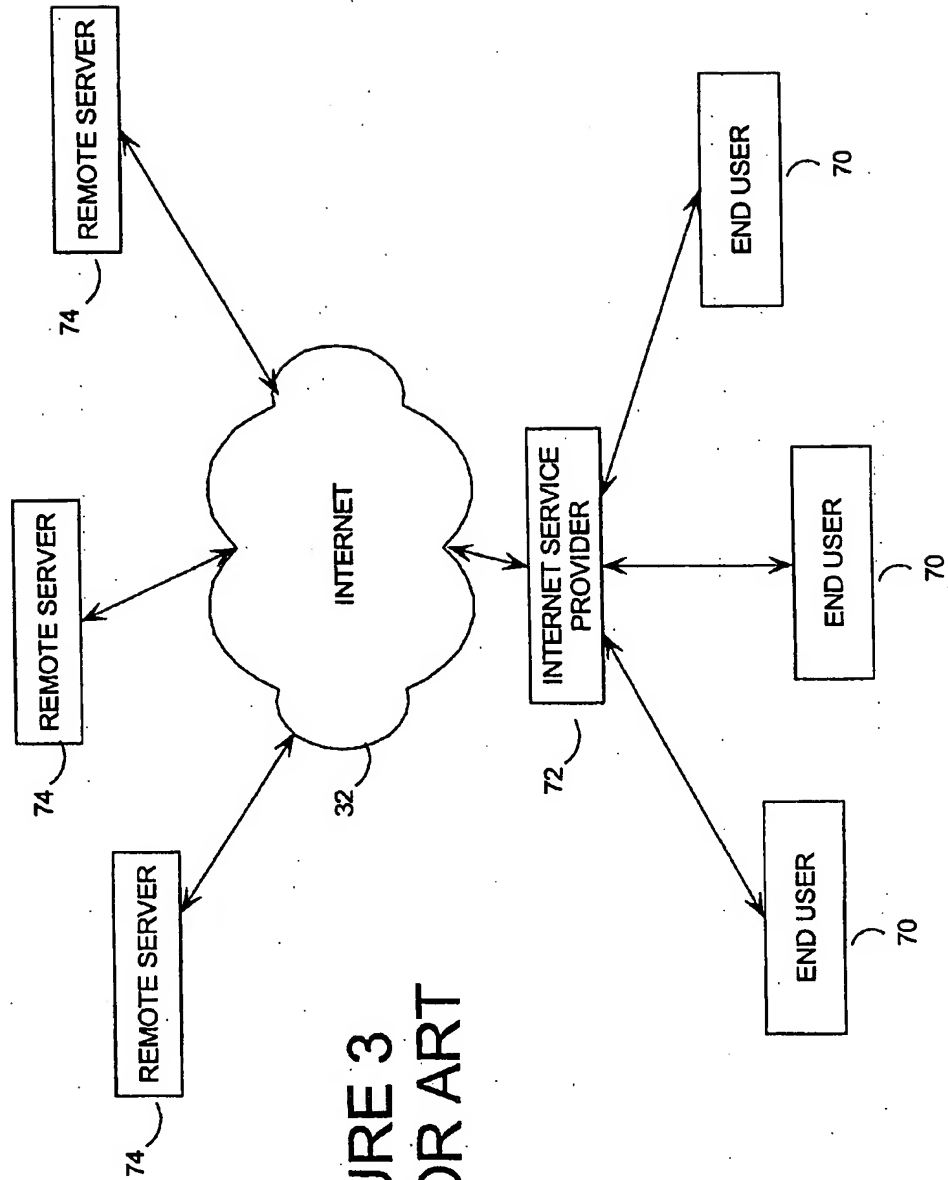 REMOTE SERVER
74
REMOTE SERVER
74
REMOTE SERVER
74
INTERNET
32
URE 3
OR ART
INTERNET SERVICE
PROVIDER
72
END USER
70
END USER
70
END USER
70